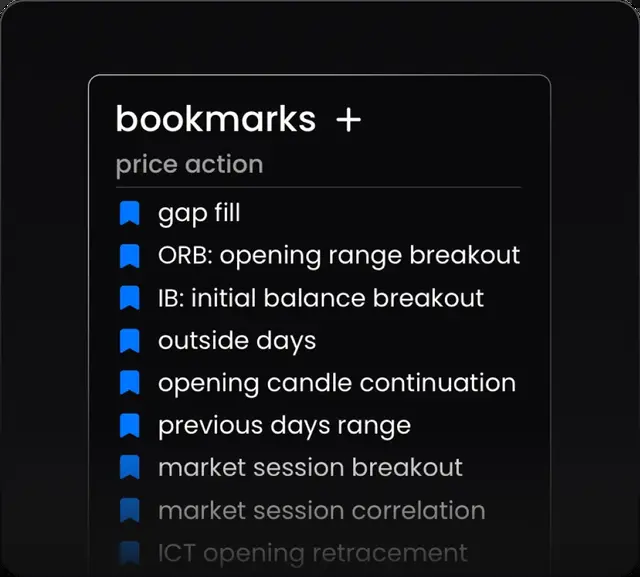 bookmarks +
price action
gap fill
ORB: opening range breakout
IB: initial balance breakout
outside days
opening candle continuation
previous days range
market session breakout
market session correlation
ICT opening retracement